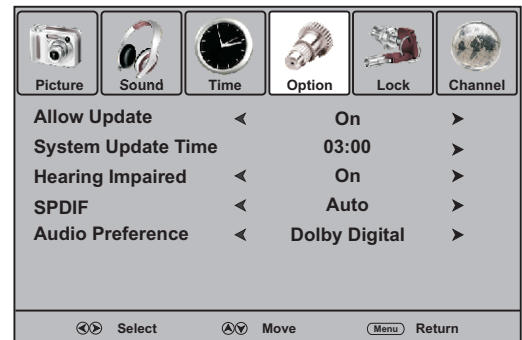 Picture Sound Time Option Lock Channel
Allow Update On
System Update Time 03:00
Hearing Impaired On
SPDIF Auto
Audio Preference Dolby Digital
Select Move Menu Return